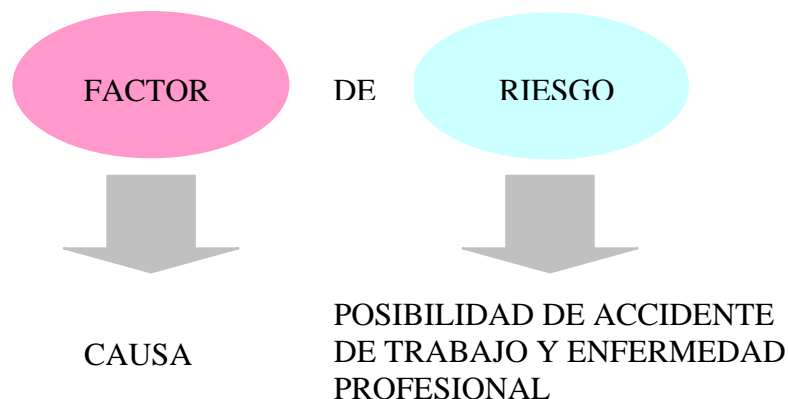 FACTOR DE RIESGO
CAUSA
POSIBILIDAD DE ACCIDENTE
DE TRABAJO Y ENFERMEDAD
PROFESIONAL